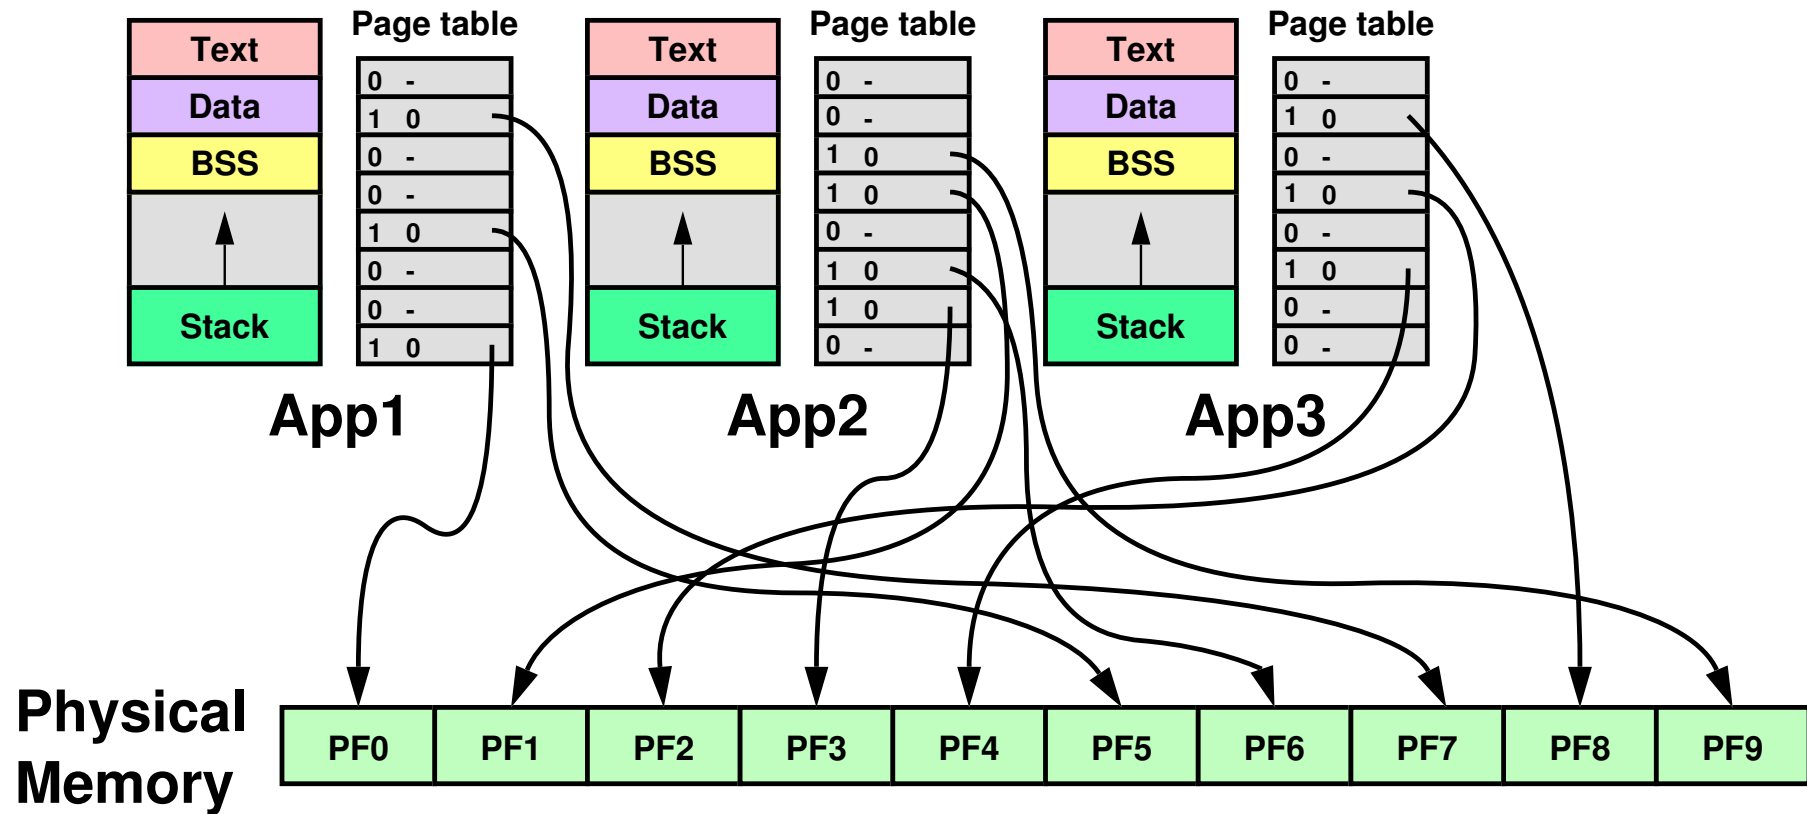 Page table
Text
Data
BSS
Stack
0 -
1 0
0 -
0 -
1 0
0 -
0 -
1 0
App1
Page table
Text
Data
BSS
Stack
0 -
0 -
1 0
1 0
0 -
1 0
1 0
0 -
App2
Page table
Text
Data
BSS
Stack
0 -
1 0
0 -
1 0
0 -
1 0
0 -
0 -
App3
Physical
Memory
PF0 PF1 PF2 PF3 PF4 PF5 PF6 PF7 PF8 PF9